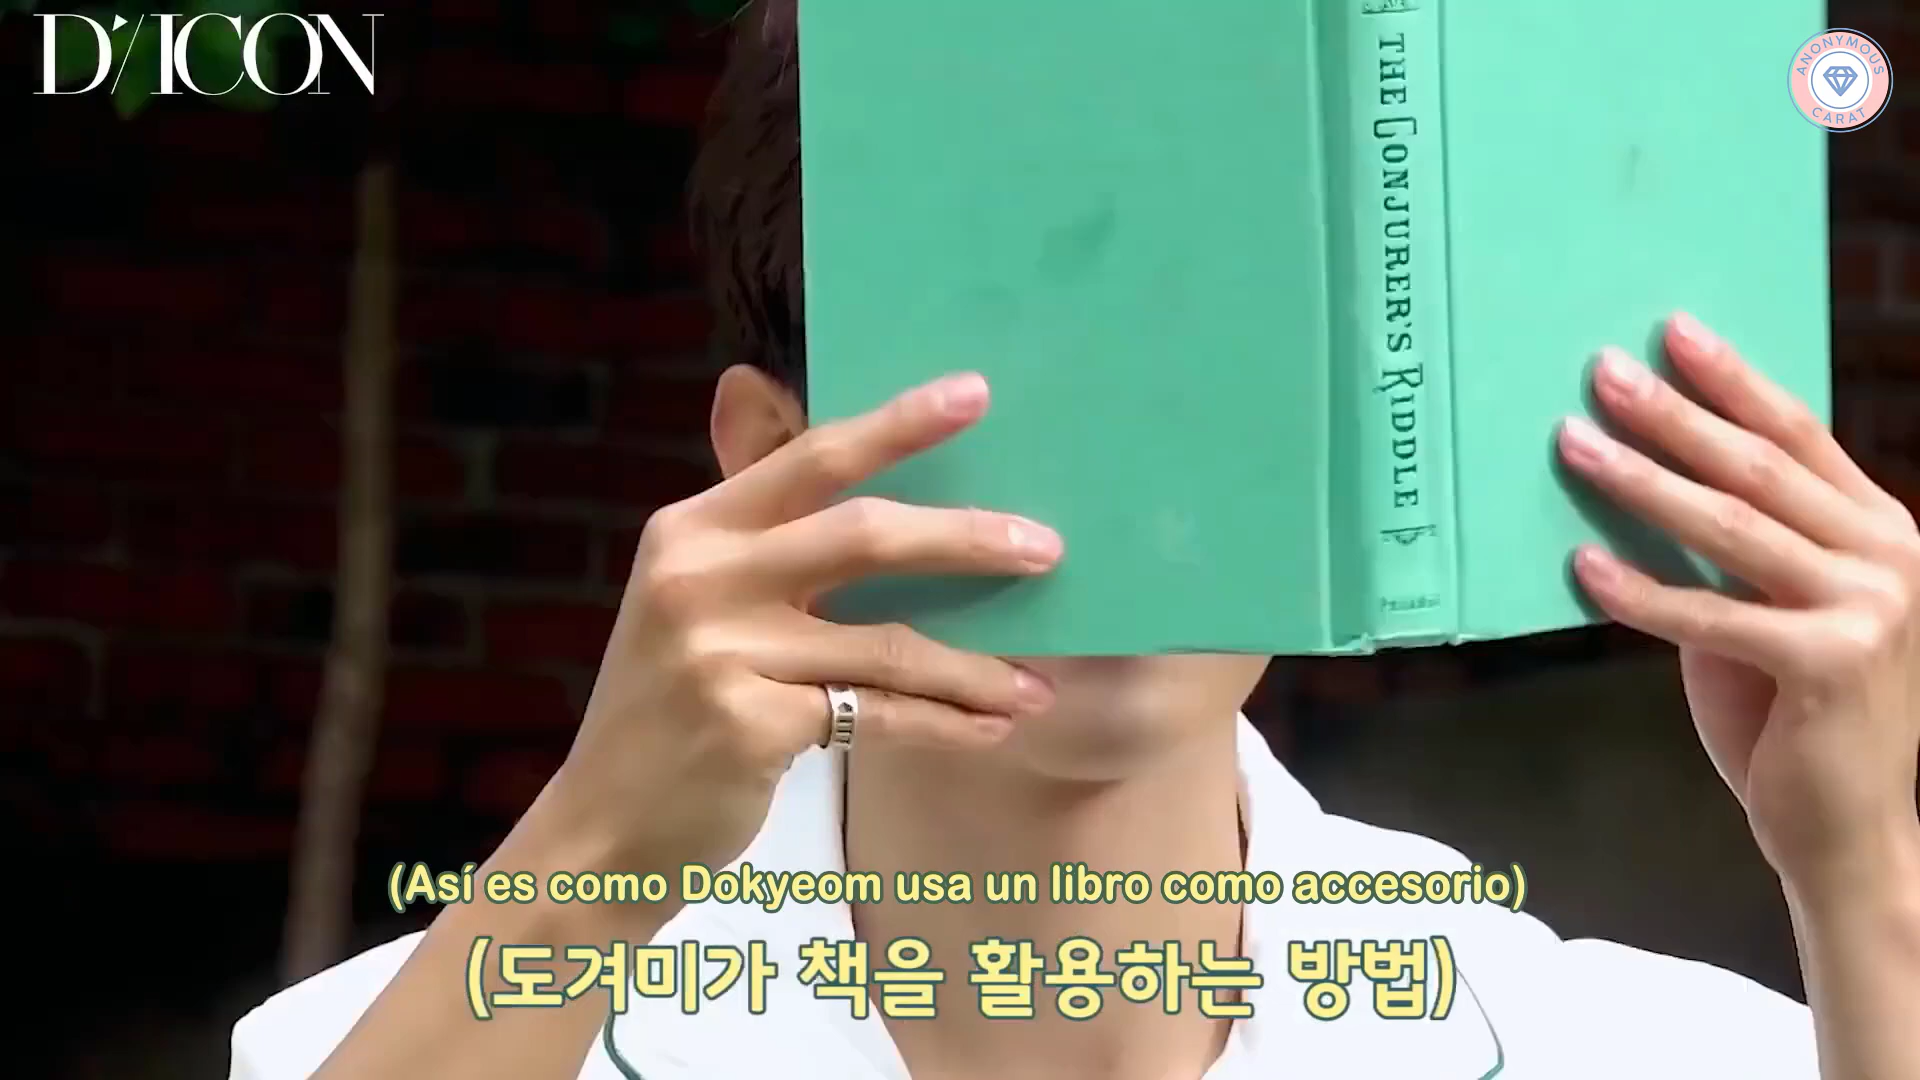 D'/ICON
ANONYMOUS
CARAT
THE CONJURER'S RIDDLE
(Así es como Dokyeom usa un libro como accesorio)
(도겨미가 책을 활용하는 방법)